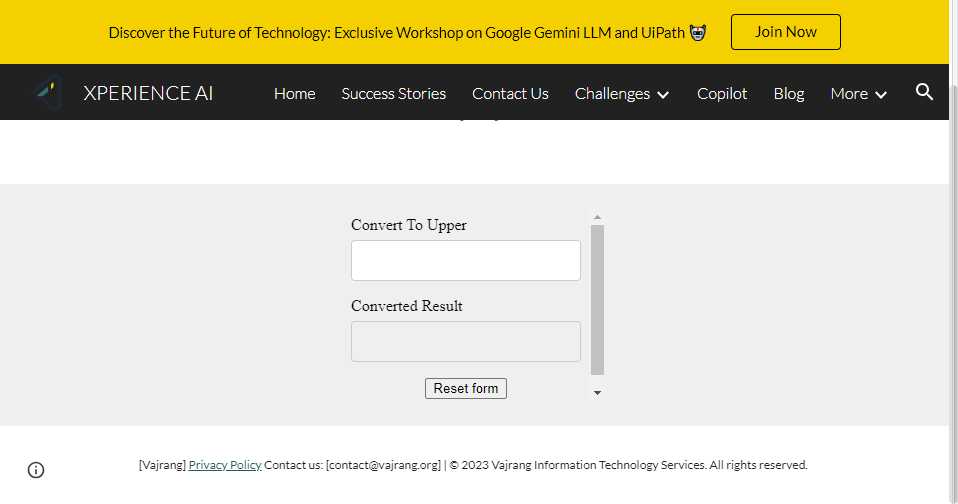 Discover the Future of Technology: Exclusive Workshop on Google Gemini LLM and UiPath
Join Now
XPERIENCE AI
Home Success Stories Contact Us Challenges Copilot Blog More
Convert To Upper
Converted Result
Reset form
[Vajrang] Privacy Policy Contact us: [contact@vajrang.org] | © 2023 Vajrang Information Technology Services. All rights reserved.